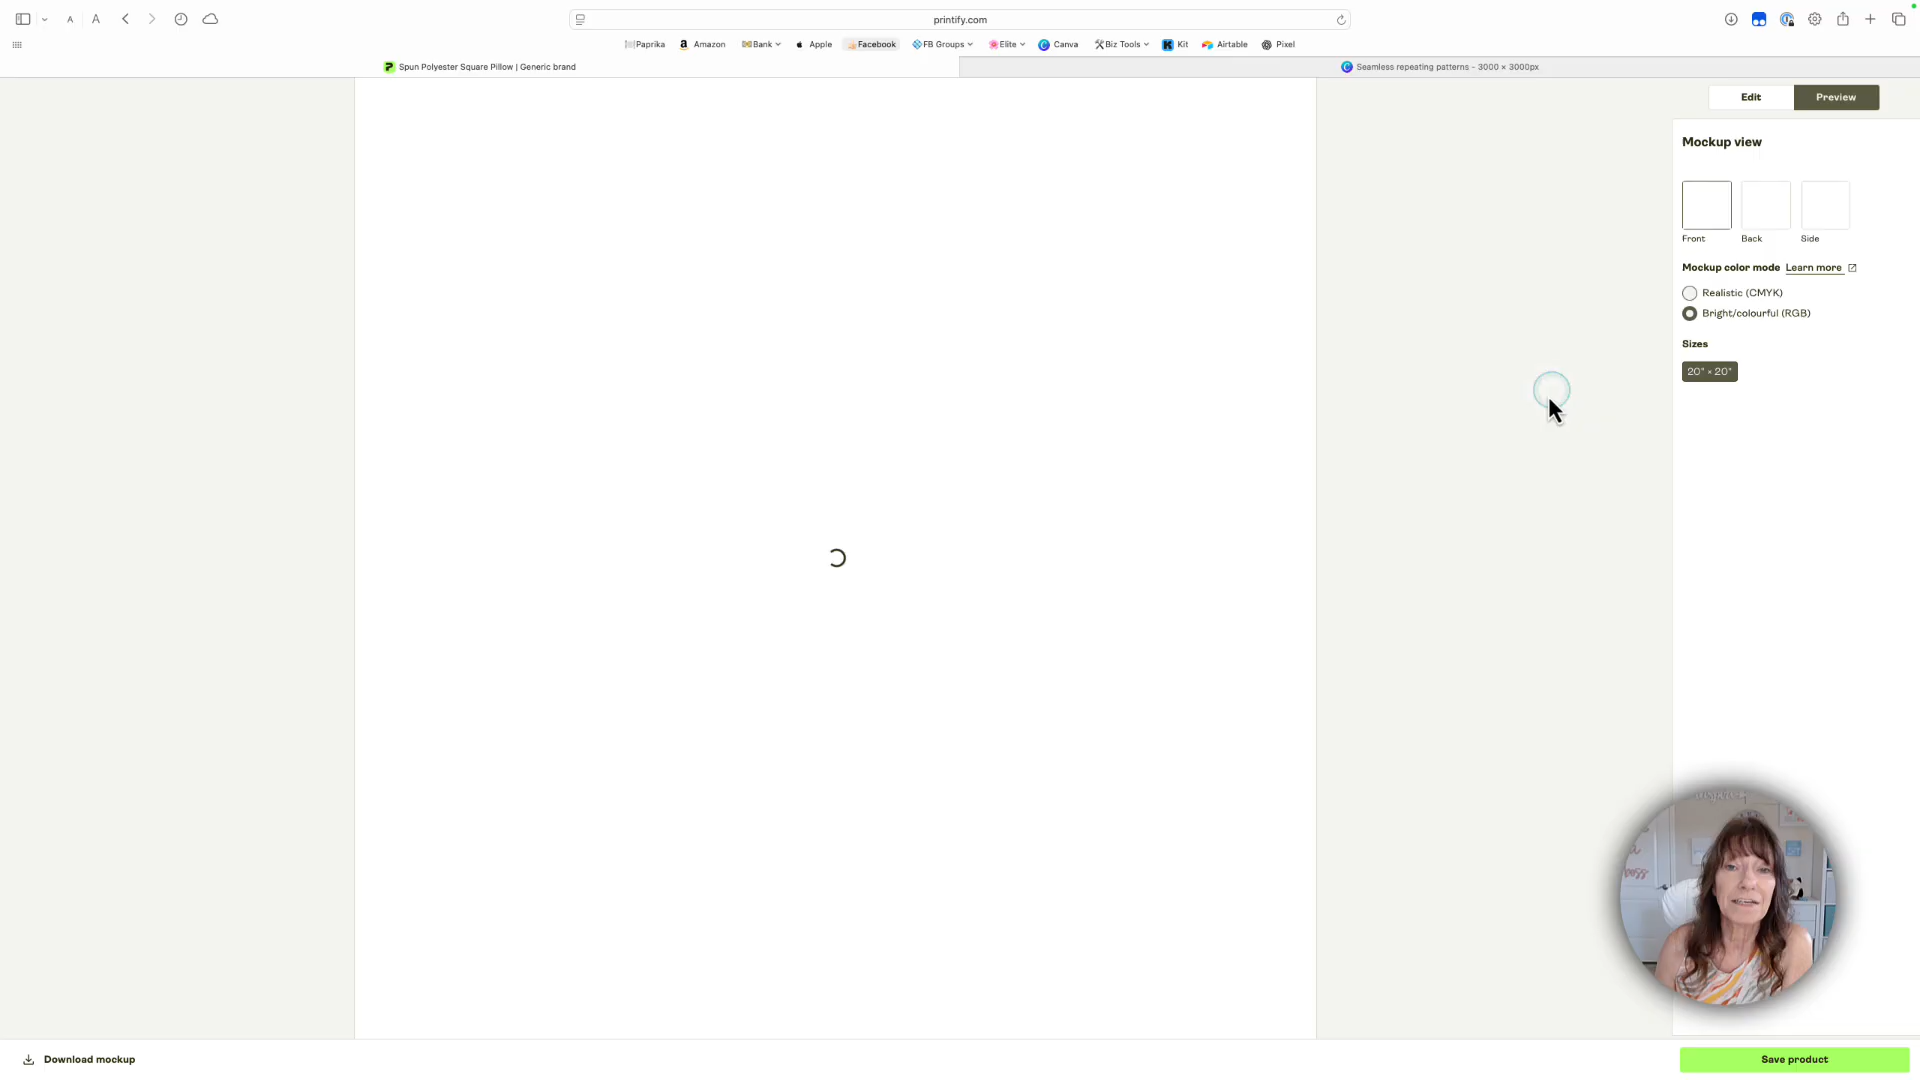 A A
printify.com
Paprika Amazon Bank Apple Facebook FB Groups Elite Canva Biz Tools Kit Airtable Pixel
Spun Polyester Square Pillow | Generic brand
Seamless repeating patterns - 3000 × 3000px
Edit Preview
Mockup view
Front Back Side
Mockup color mode Learn more
Realistic (CMYK)
Bright/colourful (RGB)
Sizes
20" × 20"
Download mockup
Save product